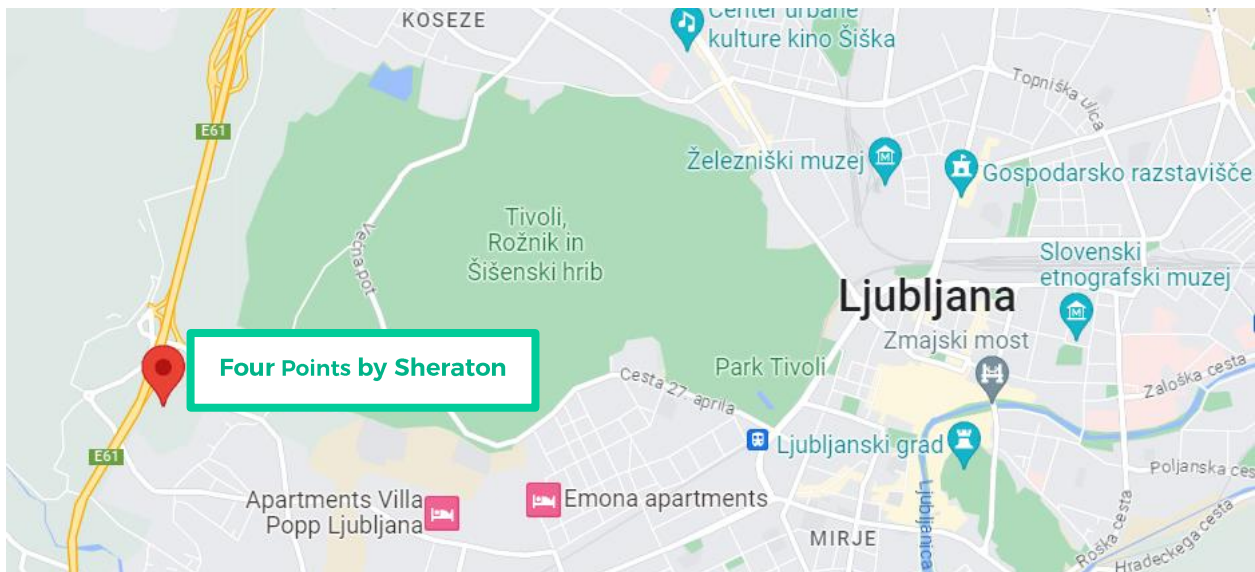 KOSEZE
Center urbane
kulture kino Šiška
Topniška ulica
E61
Železniški muzej
Gospodarsko razstavišče
Tivoli,
Rožnik in
Šišenski hrib
Večna pot
Slovenski
etnografski muzej
Ljubljana
Zmajski most
Four Points by Sheraton
Park Tivoli
Cesta 27. aprila
Zaloška cesta
Ljubljanski grad
E61
Poljanska ces
Apartments Villa
Popp Ljubljana
Emona apartments
Ljubljanica
MIRJE
Roška cesta
Hradeckega cesta